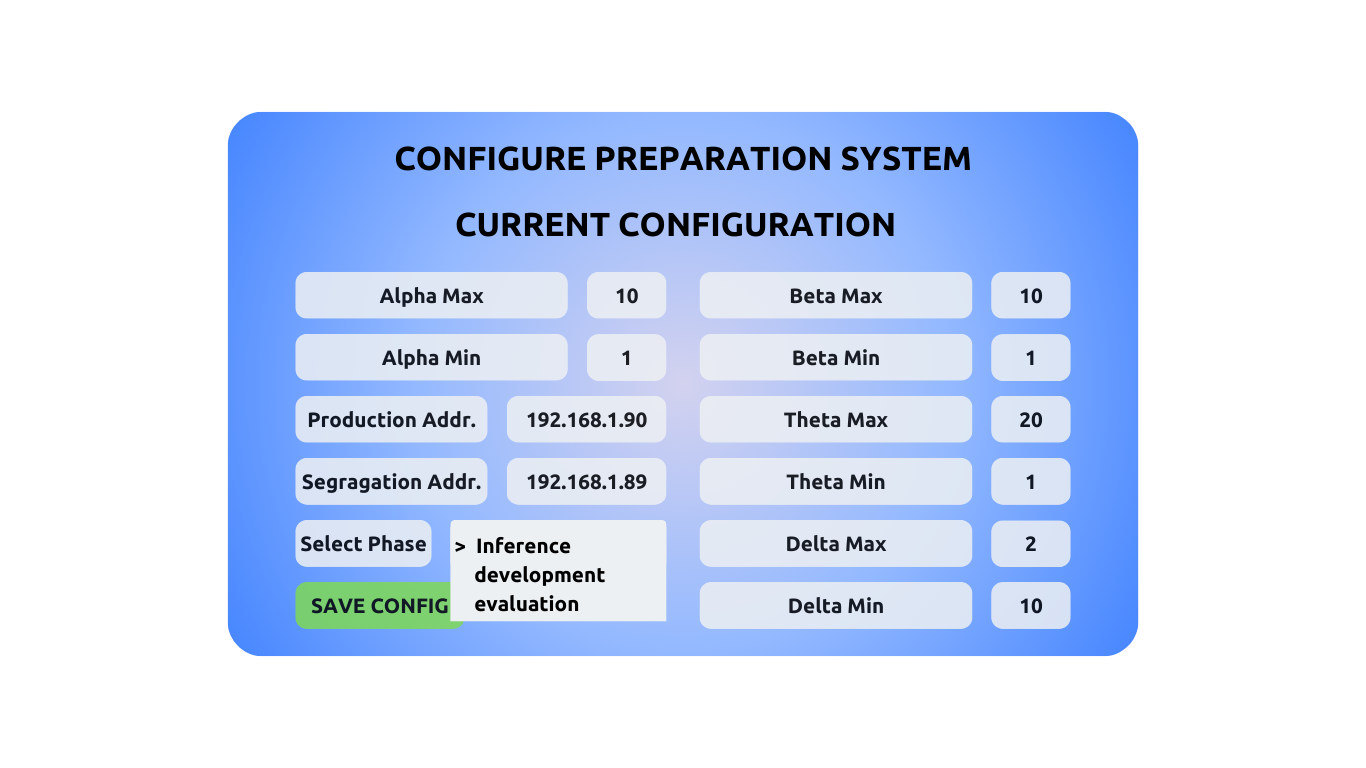 CONFIGURE PREPARATION SYSTEM
CURRENT CONFIGURATION
Alpha Max 10 Beta Max 10
Alpha Min 1 Beta Min 1
Production Addr. 192.168.1.90 Theta Max 20
Segragation Addr. 192.168.1.89 Theta Min 1
Select Phase > Inference Delta Max 2
development
evaluation
SAVE CONFIG Delta Min 10